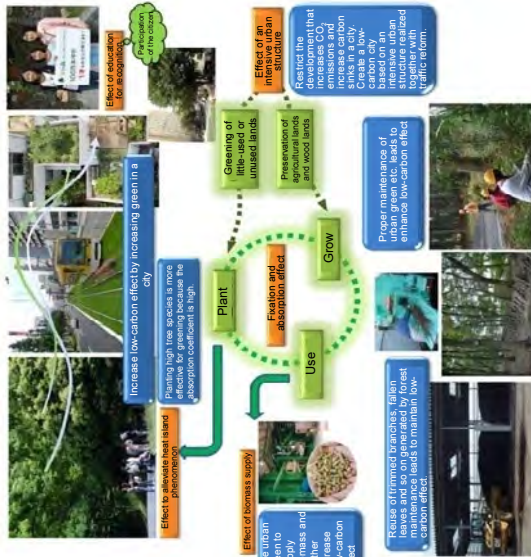 Effect of education
for recognition
Participation
of the citizen
Increase low-carbon effect by increasing green in a
city
Planting high tree species is more
effective for greening because the
absorption coefficient is high.
Effect to alleviate heat island
phenomenon
Greening of
little-used or
unused lands
Preservation of
agricultural lands
and wood lands
Effect of an
intensive urban
structure
Restrict the
development that
increases CO2
emissions and
increase carbon
sinks in a city.
Create a low-
carbon city
based on an
intensive urban
structure realized
together with
traffic reform.
Plant
Fixation and
absorption effect
Grow
Use
Effect of biomass supply
urban
to
and
Proper maintenance of
urban green etc. leads to
enhance low-carbon effect
Reuse of trimmed branches, fallen
leaves and so on generated by forest
maintenance leads to maintain low-
carbon effect.